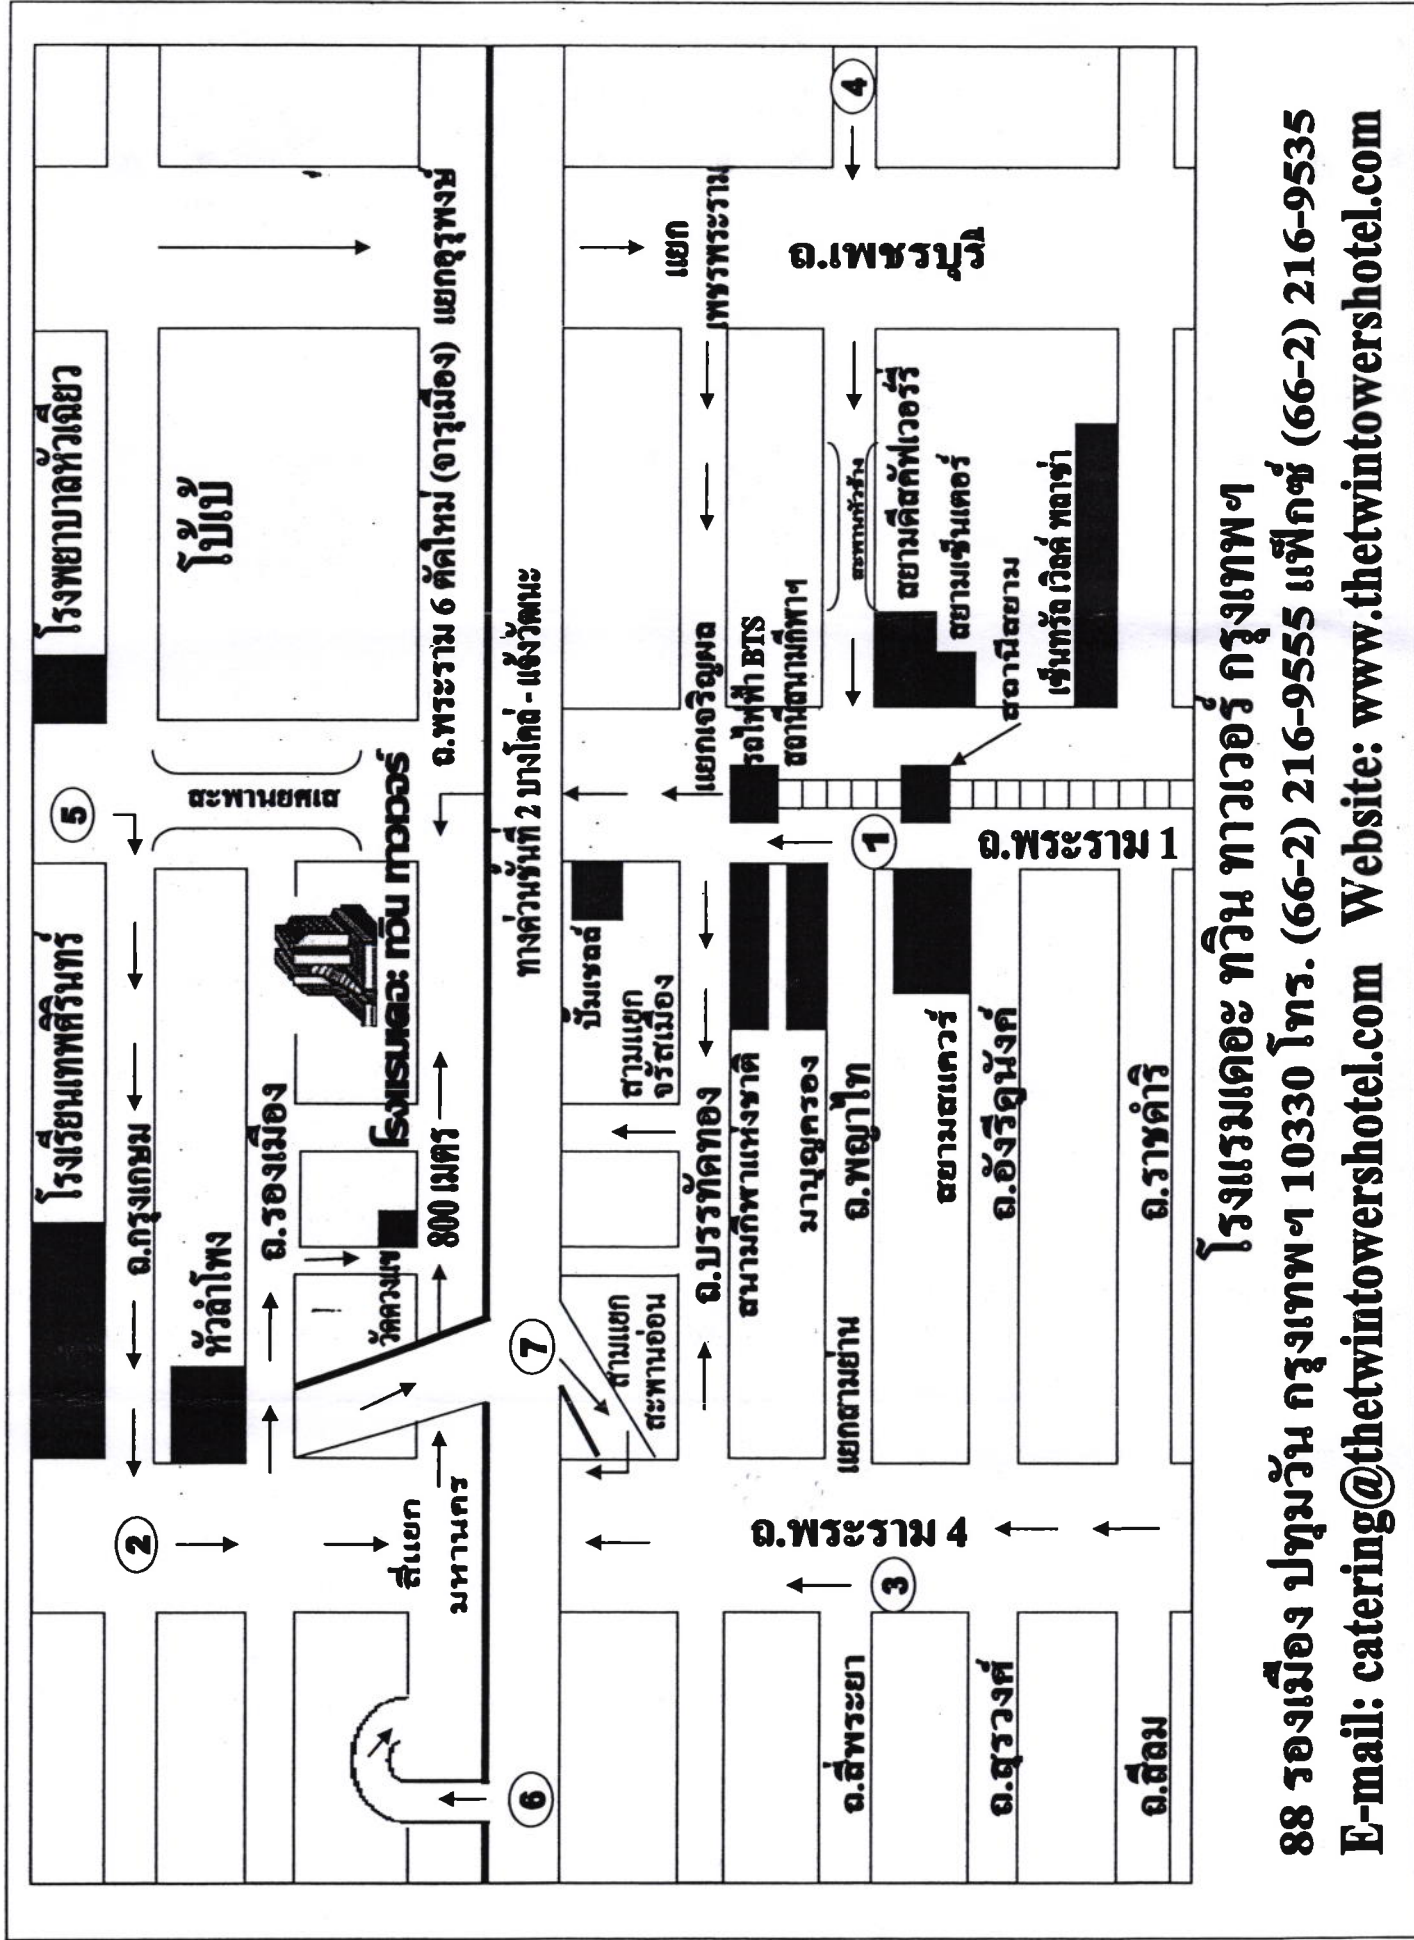 โรงพยาบาลหัวเฉียว
โบ๊เบ๊
5
สะพานยศเส
โรงเรียนเทพศิรินทร์
ถ.กรุงเกษม
หัวลำโพง
ถ.รองเมือง
2
โรงแรมเดอะ ทวิน ทาวเวอร์
วัดดวงแข
800 เมตร
ถ.พระราม 6 ตัดใหม่ (จารุเมือง)
แยกอุรุพงษ์
สี่แยก
มหานคร
ทางด่วนขั้นที่ 2 บางโคล่ - แจ้งวัฒนะ
6
7
ปั๊มเชลล์
สามแยก
จรัสเมือง
สามแยก
สะพานอ่อน
แยก
เพชรพระราม
แยกเจริญผล
ถ.บรรทัดทอง
รถไฟฟ้า BTS
สถานีสนามกีฬาฯ
สนามกีฬาแห่งชาติ
มาบุญครอง
ถ.เพชรบุรี
4
สะพานหัวช้าง
1
ถ.พญาไท
แยกสามย่าน
ถ.พระราม 4
3
ถ.สี่พระยา
สยามดิสคัฟเวอร์รี่
สยามเซ็นเตอร์
สถานีสยาม
เซ็นทรัล เวิลด์ พลาซ่า
ถ.พระราม 1
สยามสแควร์
ถ.อังรีดูนังต์
ถ.สุรวงศ์
ถ.ราชดำริ
ถ.สีลม
โรงแรมเดอะ ทวิน ทาวเวอร์ กรุงเทพฯ
88 รองเมือง ปทุมวัน กรุงเทพฯ 10330 โทร. (66-2) 216-9555 แฟ็กซ์ (66-2) 216-9535
E-mail: catering@thetwintowershotel.com Website: www.thetwintowershotel.com